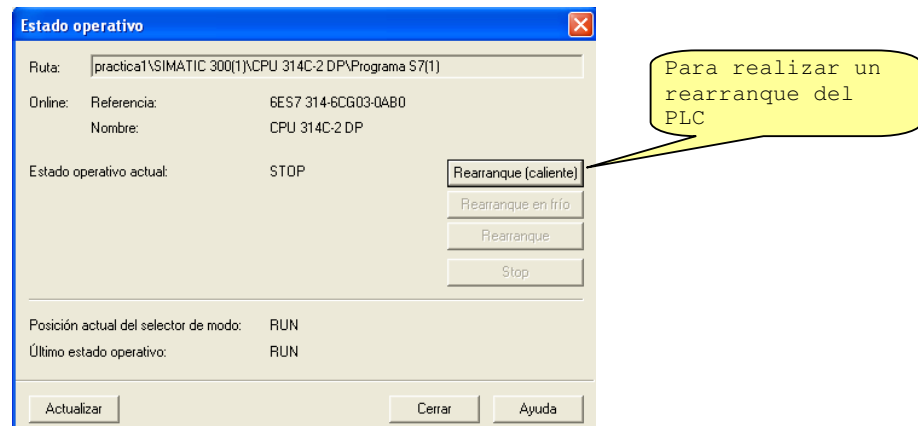 Estado operativo
Ruta: practica1\SIMATIC 300(1)\CPU 314C-2 DP\Programa S7(1)
Para realizar un
rearranque del
PLC
Online: Referencia: 6ES7 314-6CG03-0AB0
Nombre: CPU 314C-2 DP
Estado operativo actual: STOP Rearranque (caliente)
Rearranque en frío
Rearranque
Stop
Posición actual del selector de modo: RUN
Último estado operativo: RUN
Actualizar Cerrar Ayuda